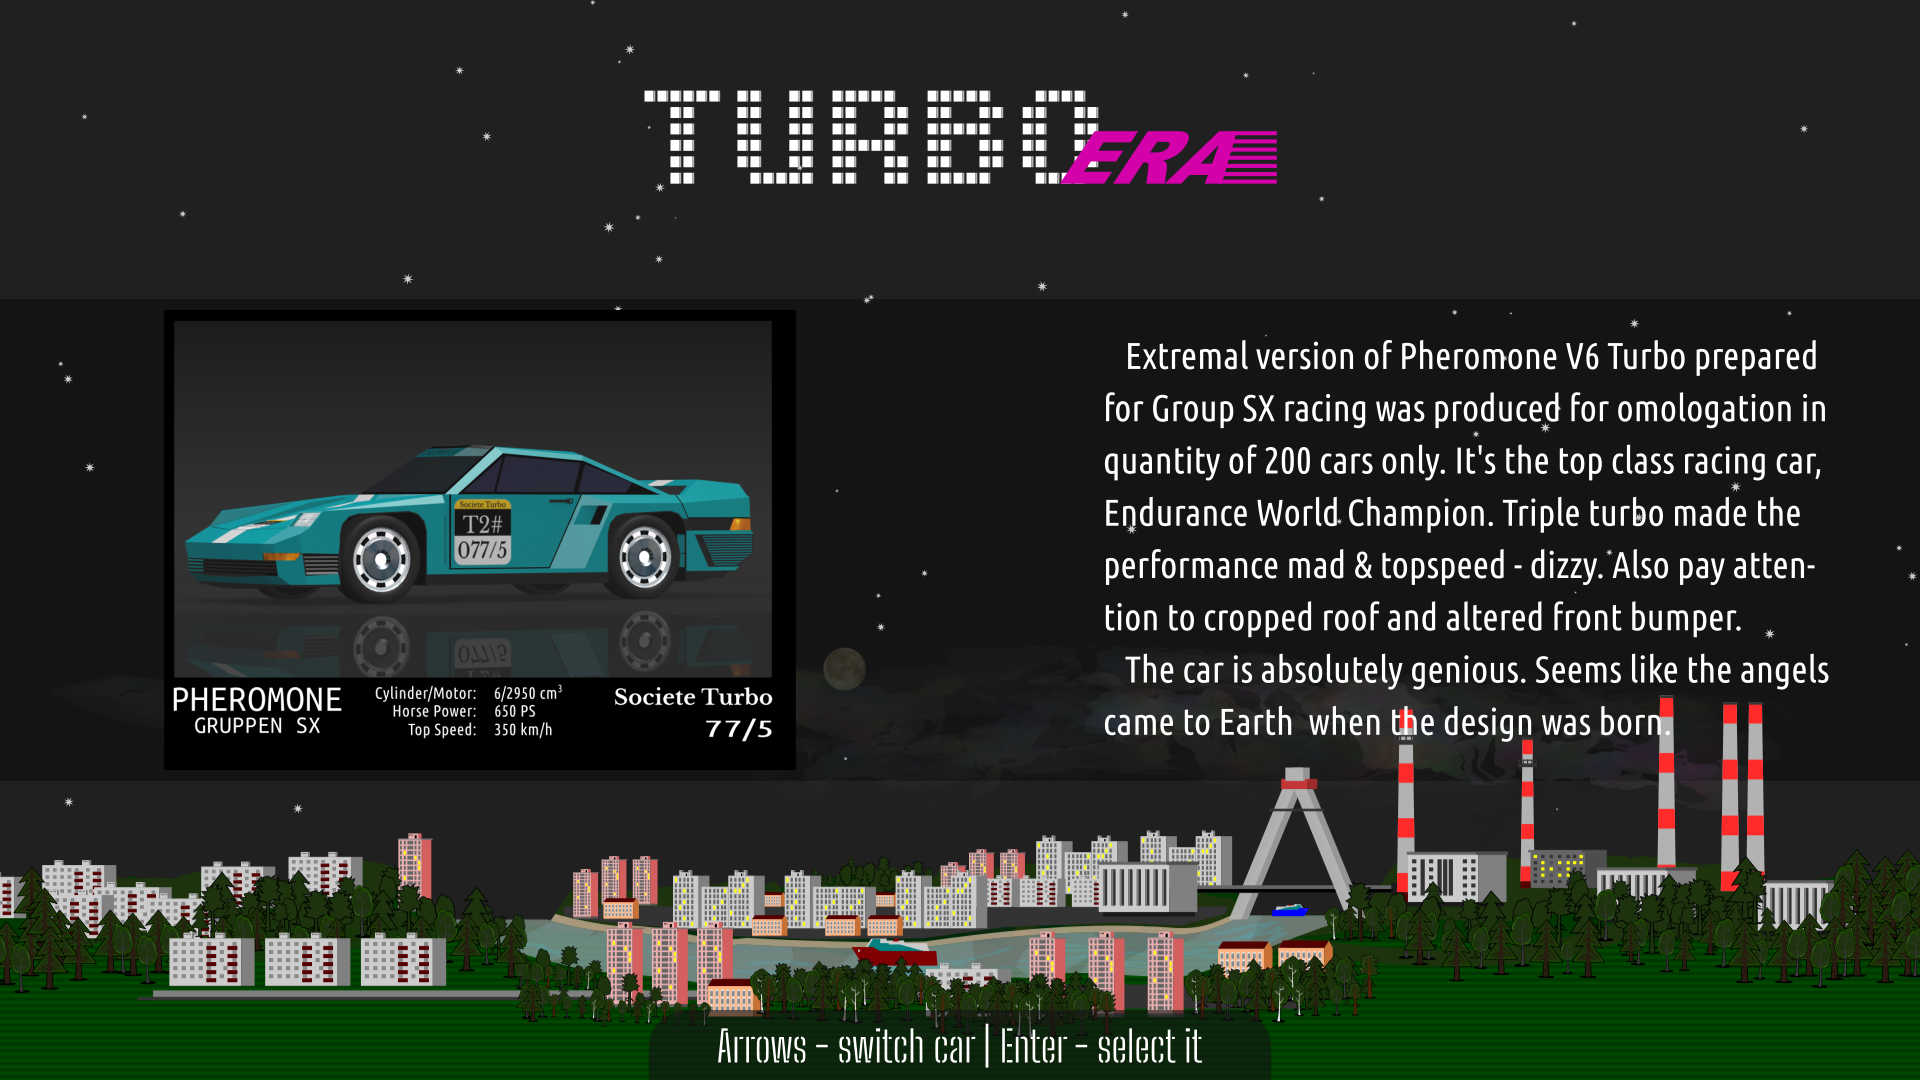 TURBO ERA
Extremal version of Pheromone V6 Turbo prepared
for Group SX racing was produced for omologation in
quantity of 200 cars only. It's the top class racing car,
Endurance World Champion. Triple turbo made the
performance mad & topspeed - dizzy. Also pay atten-
tion to cropped roof and altered front bumper.
The car is absolutely genious. Seems like the angels
came to Earth  when the design was born.
Societe Turbo
T2#
077/5
PHEROMONE
GRUPPEN SX
Cylinder/Motor: 6/2950 cm³
Horse Power: 650 PS
Top Speed: 350 km/h
Societe Turbo
77/5
Arrows - switch car | Enter - select it